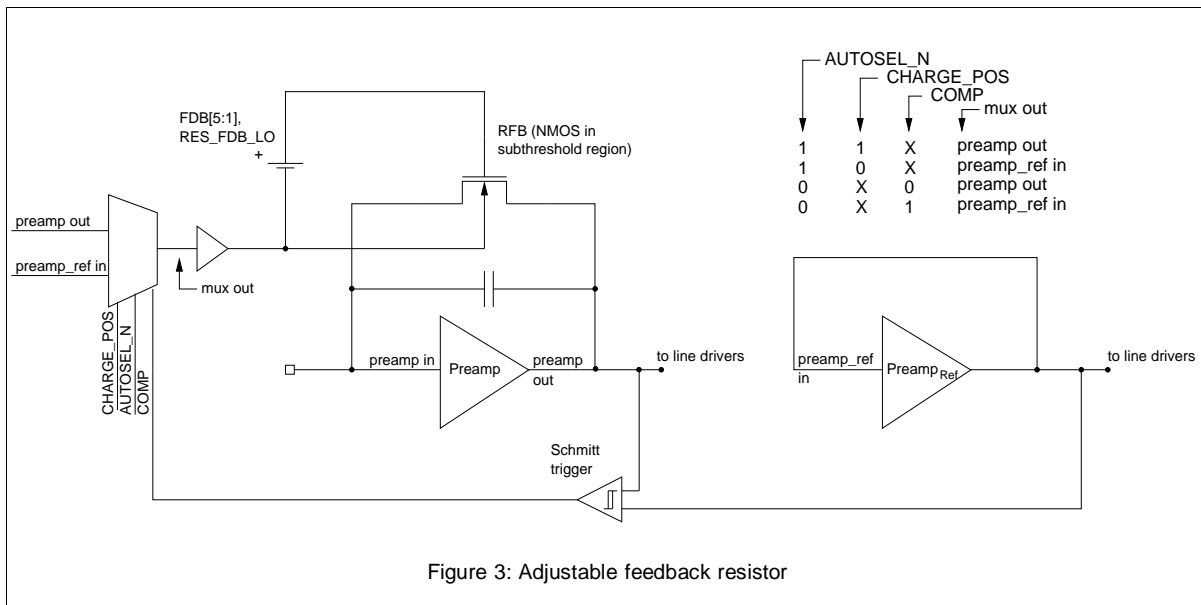 AUTOSEL_N
CHARGE_POS
COMP
mux out
1 1 X preamp out
1 0 X preamp_ref in
0 X 0 preamp out
0 X 1 preamp_ref in
FDB[5:1],
RES_FDB_LO
+
RFB (NMOS in
subthreshold region)
preamp out
preamp_ref in
mux out
CHARGE_POS
AUTOSEL_N
COMP
preamp in
Preamp
preamp
out
to line drivers
preamp_ref
in
Preamp Ref
to line drivers
Schmitt
trigger
Figure 3: Adjustable feedback resistor